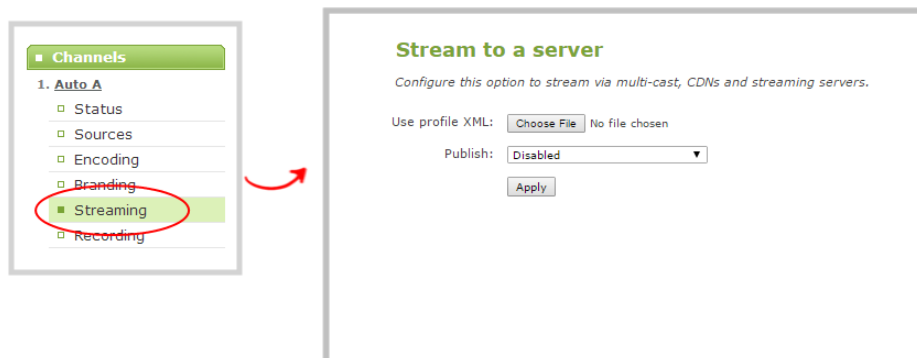 Channels
1. Auto A
Status
Sources
Encoding
Branding
Streaming
Recording
Stream to a server
Configure this option to stream via multi-cast, CDNs and streaming servers.
Use profile XML: Choose File No file chosen
Publish: Disabled
Apply